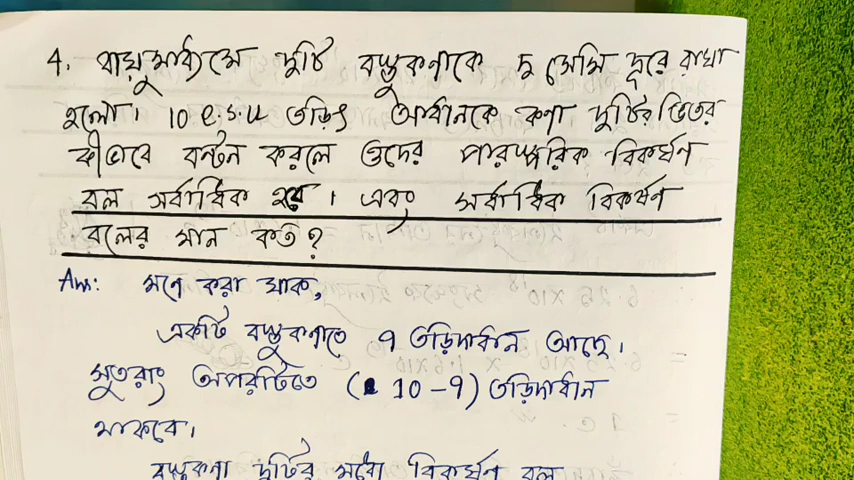 4. বায়ুমাধ্যমে দুটি বস্তুকণাকে দু সেমি দূরে রাখা
হলো। 10 e.s.u তড়িৎ আধানকে কণা দুটির ভিতর
কীভাবে বন্টন করলে ওদের পারস্পরিক বিকর্ষণ
বল সর্বাধিক হবে। এবং সর্বাধিক বিকর্ষণ
বলের মান কত?
Ans: মনে করা যাক,
একটি বস্তুকণাতে q তড়িদাধান আছে।
সুতরাং অপরটিতে (10-q) তড়িদাধান
থাকবে।
বস্তুকণা দুটির মধ্যে বিকর্ষণ বল